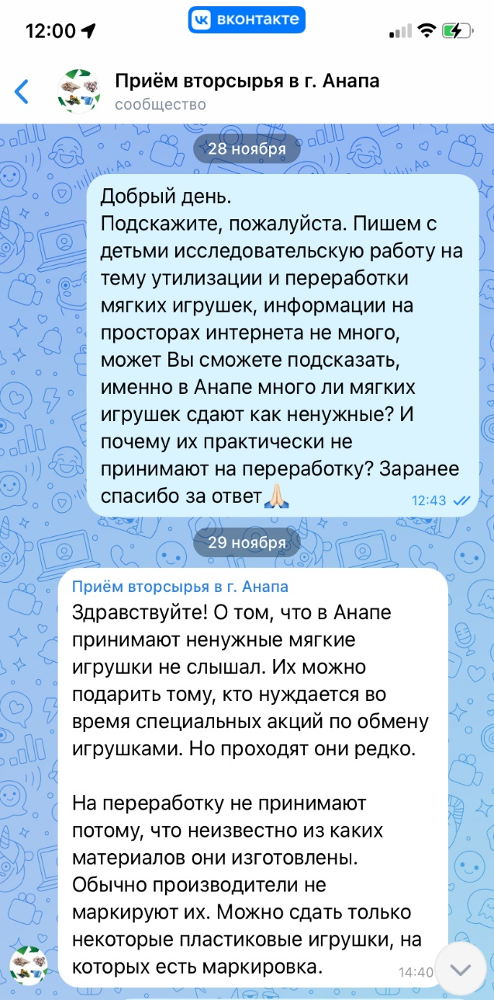 12:00
вконтакте
Приём вторсырья в г. Анапа
сообщество
28 ноября
Добрый день.
Подскажите, пожалуйста. Пишем с
детьми исследовательскую работу на
тему утилизации и переработки
мягких игрушек, информации на
просторах интернета не много,
может Вы сможете подсказать,
именно в Анапе много ли мягких
игрушек сдают как ненужные? И
почему их практически не
принимают на переработку? Заранее
спасибо за ответ🙏🏻
12:43
29 ноября
Приём вторсырья в г. Анапа
Здравствуйте! О том, что в Анапе
принимают ненужные мягкие
игрушки не слышал. Их можно
подарить тому, кто нуждается во
время специальных акций по обмену
игрушками. Но проходят они редко.
На переработку не принимают
потому, что неизвестно из каких
материалов они изготовлены.
Обычно производители не
маркируют их. Можно сдать только
некоторые пластиковые игрушки, на
которых есть маркировка.
14:40